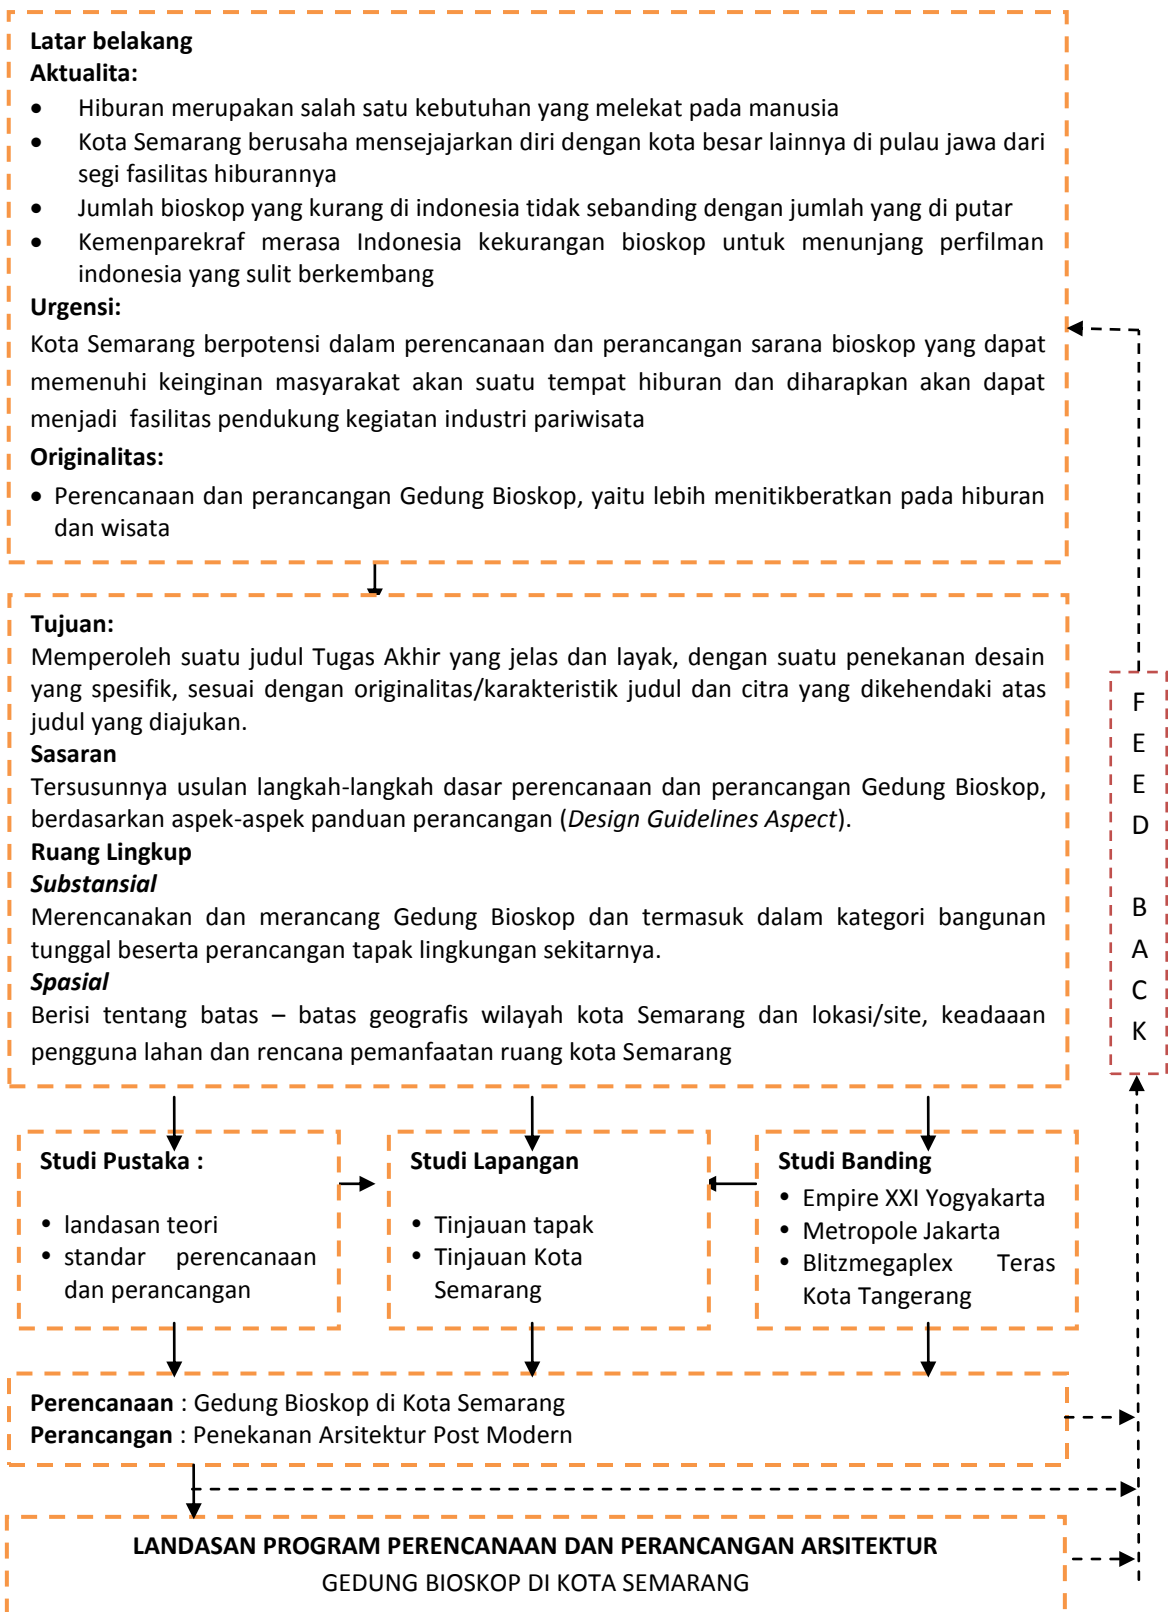 Latar belakang
Aktualita:
• Hiburan merupakan salah satu kebutuhan yang melekat pada manusia
• Kota Semarang berusaha mensejajarkan diri dengan kota besar lainnya di pulau jawa dari
segi fasilitas hiburannya
• Jumlah bioskop yang kurang di indonesia tidak sebanding dengan jumlah yang di putar
• Kemenparekraf merasa Indonesia kekurangan bioskop untuk menunjang perfilman
indonesia yang sulit berkembang
Urgensi:
Kota Semarang berpotensi dalam perencanaan dan perancangan sarana bioskop yang dapat
memenuhi keinginan masyarakat akan suatu tempat hiburan dan diharapkan akan dapat
menjadi fasilitas pendukung kegiatan industri pariwisata
Originalitas:
• Perencanaan dan perancangan Gedung Bioskop, yaitu lebih menitikberatkan pada hiburan
dan wisata
Tujuan:
Memperoleh suatu judul Tugas Akhir yang jelas dan layak, dengan suatu penekanan desain
yang spesifik, sesuai dengan originalitas/karakteristik judul dan citra yang dikehendaki atas
judul yang diajukan.
Sasaran
Tersusunnya usulan langkah-langkah dasar perencanaan dan perancangan Gedung Bioskop,
berdasarkan aspek-aspek panduan perancangan (Design Guidelines Aspect).
Ruang Lingkup
Substansial
Merencanakan dan merancang Gedung Bioskop dan termasuk dalam kategori bangunan
tunggal beserta perancangan tapak lingkungan sekitarnya.
Spasial
Berisi tentang batas – batas geografis wilayah kota Semarang dan lokasi/site, keadaaan
pengguna lahan dan rencana pemanfaatan ruang kota Semarang
F
E
E
D
B
A
C
K
Studi Pustaka :
• landasan teori
• standar perencanaan
dan perancangan
Studi Lapangan
• Tinjauan tapak
• Tinjauan Kota
Semarang
Studi Banding
• Empire XXI Yogyakarta
• Metropole Jakarta
• Blitzmegaplex Teras
Kota Tangerang
Perencanaan : Gedung Bioskop di Kota Semarang
Perancangan : Penekanan Arsitektur Post Modern
LANDASAN PROGRAM PERENCANAAN DAN PERANCANGAN ARSITEKTUR
GEDUNG BIOSKOP DI KOTA SEMARANG